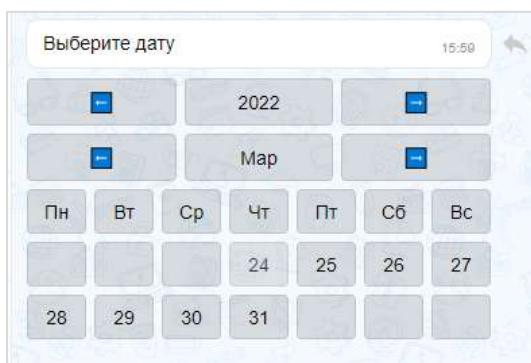 Выберите дату 15:59
⬅ 2022 ➡
⬅ Мар ➡
Пн Вт Ср Чт Пт Сб Вс
24 25 26 27
28 29 30 31